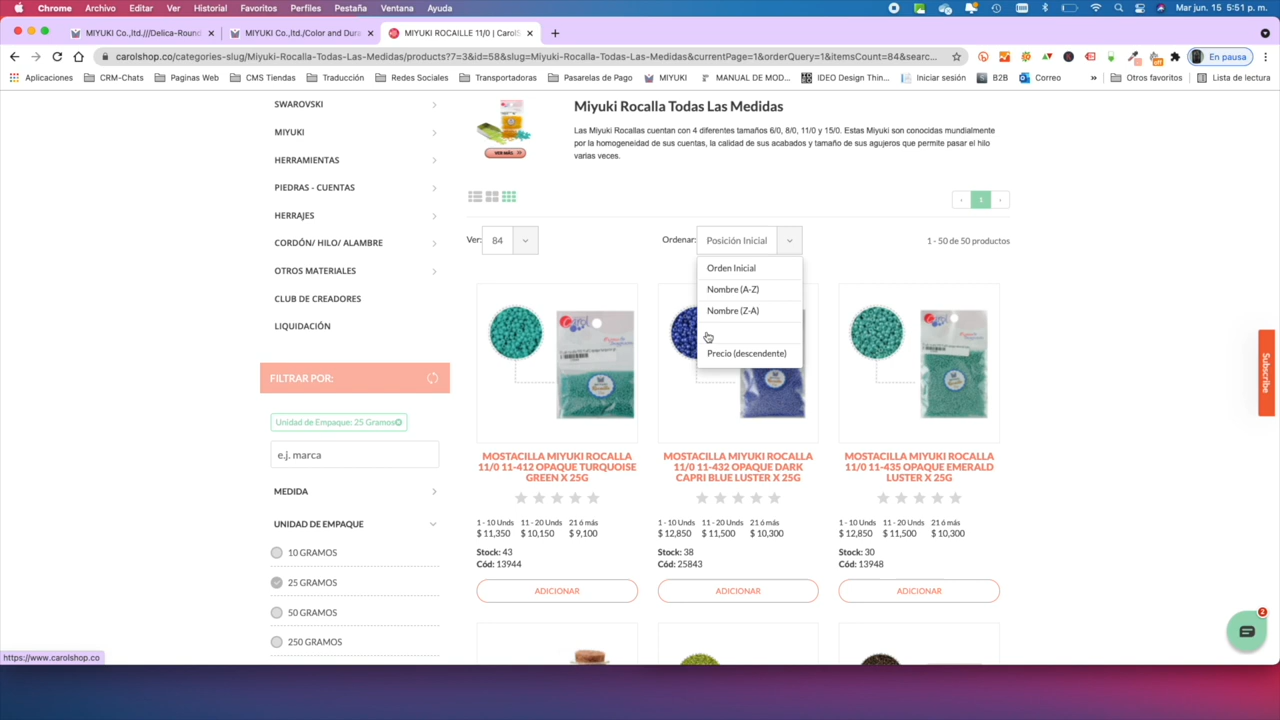 Chrome Archivo Editar Ver Historial Favoritos Perfiles Pestaña Ventana Ayuda Mar jun. 15 5:51 p. m.
MIYUKI Co.,ltd.///Delica-Round MIYUKI Co.,ltd./Color and Dura MIYUKI ROCAILLE 11/0 | Carol
carolshop.co/categories-slug/Miyuki-Rocalla-Todas-Las-Medidas/products?7=3&id=58&slug=Miyuki-Rocalla-Todas-Las-Medidas&currentPage=1&orderQuery=1&itemsCount=84&searc... En pausa
Aplicaciones CRM-Chats Paginas Web CMS Tiendas Traducción Redes Sociales Transportadoras Pasarelas de Pago MIYUKI MANUAL DE MOD... IDEO Design Thin... Iniciar sesión B2B Correo » Otros favoritos Lista de lectura
SWAROVSKI
MIYUKI
HERRAMIENTAS
PIEDRAS - CUENTAS
HERRAJES
CORDÓN/ HILO/ ALAMBRE
OTROS MATERIALES
CLUB DE CREADORES
LIQUIDACIÓN
FILTRAR POR:
Unidad de Empaque: 25 Gramos
e.j. marca
MEDIDA
UNIDAD DE EMPAQUE
10 GRAMOS
25 GRAMOS
50 GRAMOS
250 GRAMOS
VER MÁS
Miyuki Rocalla Todas Las Medidas
Las Miyuki Rocallas cuentan con 4 diferentes tamaños 6/0, 8/0, 11/0 y 15/0. Estas Miyuki son conocidas mundialmente
por la homogeneidad de sus cuentas, la calidad de sus acabados y tamaño de sus agujeros que permite pasar el hilo
varias veces.
‹ 1 ›
Ver: 84 Ordenar: Posición Inicial 1 - 50 de 50 productos
Orden Inicial
Nombre (A-Z)
Nombre (Z-A)
Precio (descendente)
MOSTACILLA MIYUKI ROCALLA
11/0 11-412 OPAQUE TURQUOISE
GREEN X 25G
1 - 10 Unds 11 - 20 Unds 21 ó más
$ 11,350 $ 10,150 $ 9,100
Stock: 43
Cód: 13944
ADICIONAR
MOSTACILLA MIYUKI ROCALLA
11/0 11-432 OPAQUE DARK
CAPRI BLUE LUSTER X 25G
1 - 10 Unds 11 - 20 Unds 21 ó más
$ 12,850 $ 11,500 $ 10,300
Stock: 38
Cód: 25843
ADICIONAR
MOSTACILLA MIYUKI ROCALLA
11/0 11-435 OPAQUE EMERALD
LUSTER X 25G
1 - 10 Unds 11 - 20 Unds 21 ó más
$ 12,850 $ 11,500 $ 10,300
Stock: 30
Cód: 13948
ADICIONAR
Subscribe
2
https://www.carolshop.co